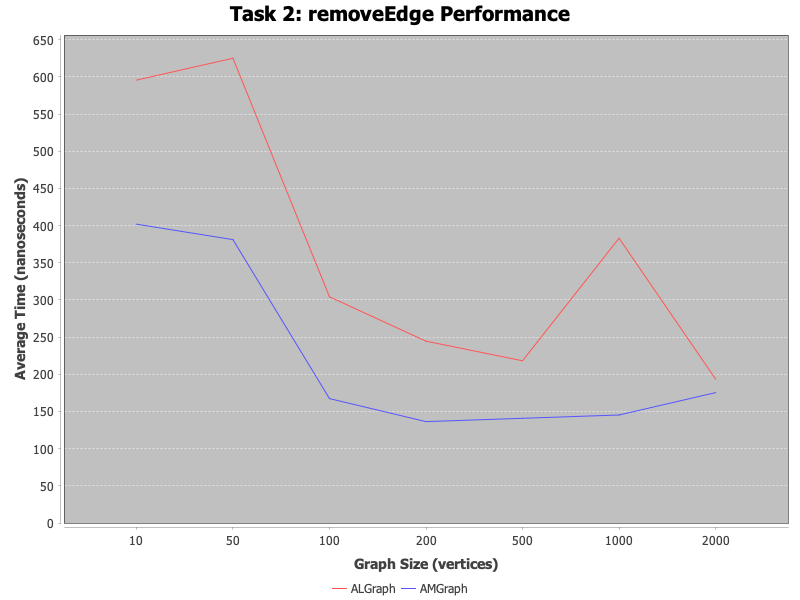 Task 2: removeEdge Performance
650
600
550
500
450
400
350
300
250
200
150
100
50
0
Average Time (nanoseconds)
10 50 100 200 500 1000 2000
Graph Size (vertices)
ALGraph AMGraph